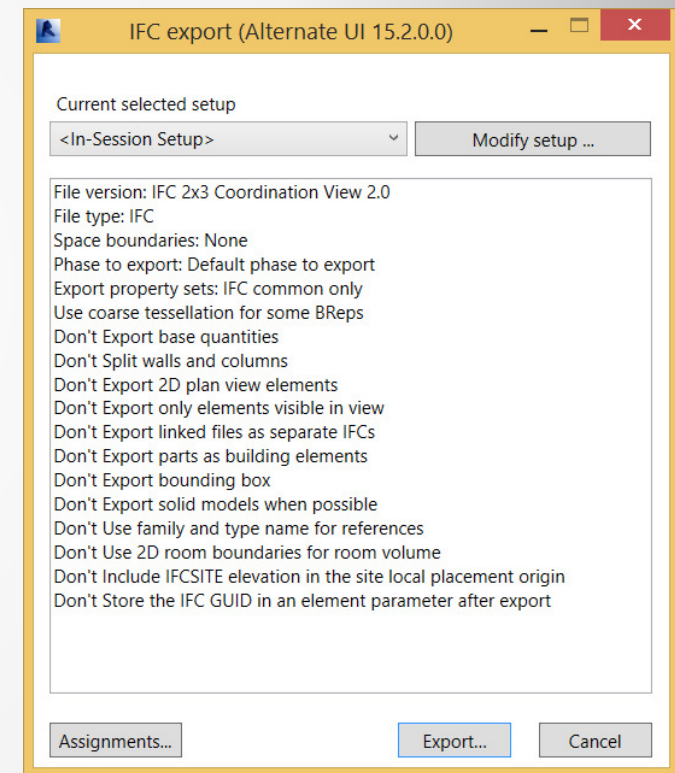 IFC export (Alternate UI 15.2.0.0)
Current selected setup
<In-Session Setup>
Modify setup ...
File version: IFC 2x3 Coordination View 2.0
File type: IFC
Space boundaries: None
Phase to export: Default phase to export
Export property sets: IFC common only
Use coarse tessellation for some BReps
Don't Export base quantities
Don't Split walls and columns
Don't Export 2D plan view elements
Don't Export only elements visible in view
Don't Export linked files as separate IFCs
Don't Export parts as building elements
Don't Export bounding box
Don't Export solid models when possible
Don't Use family and type name for references
Don't Use 2D room boundaries for room volume
Don't Include IFCSITE elevation in the site local placement origin
Don't Store the IFC GUID in an element parameter after export
Assignments...
Export...
Cancel